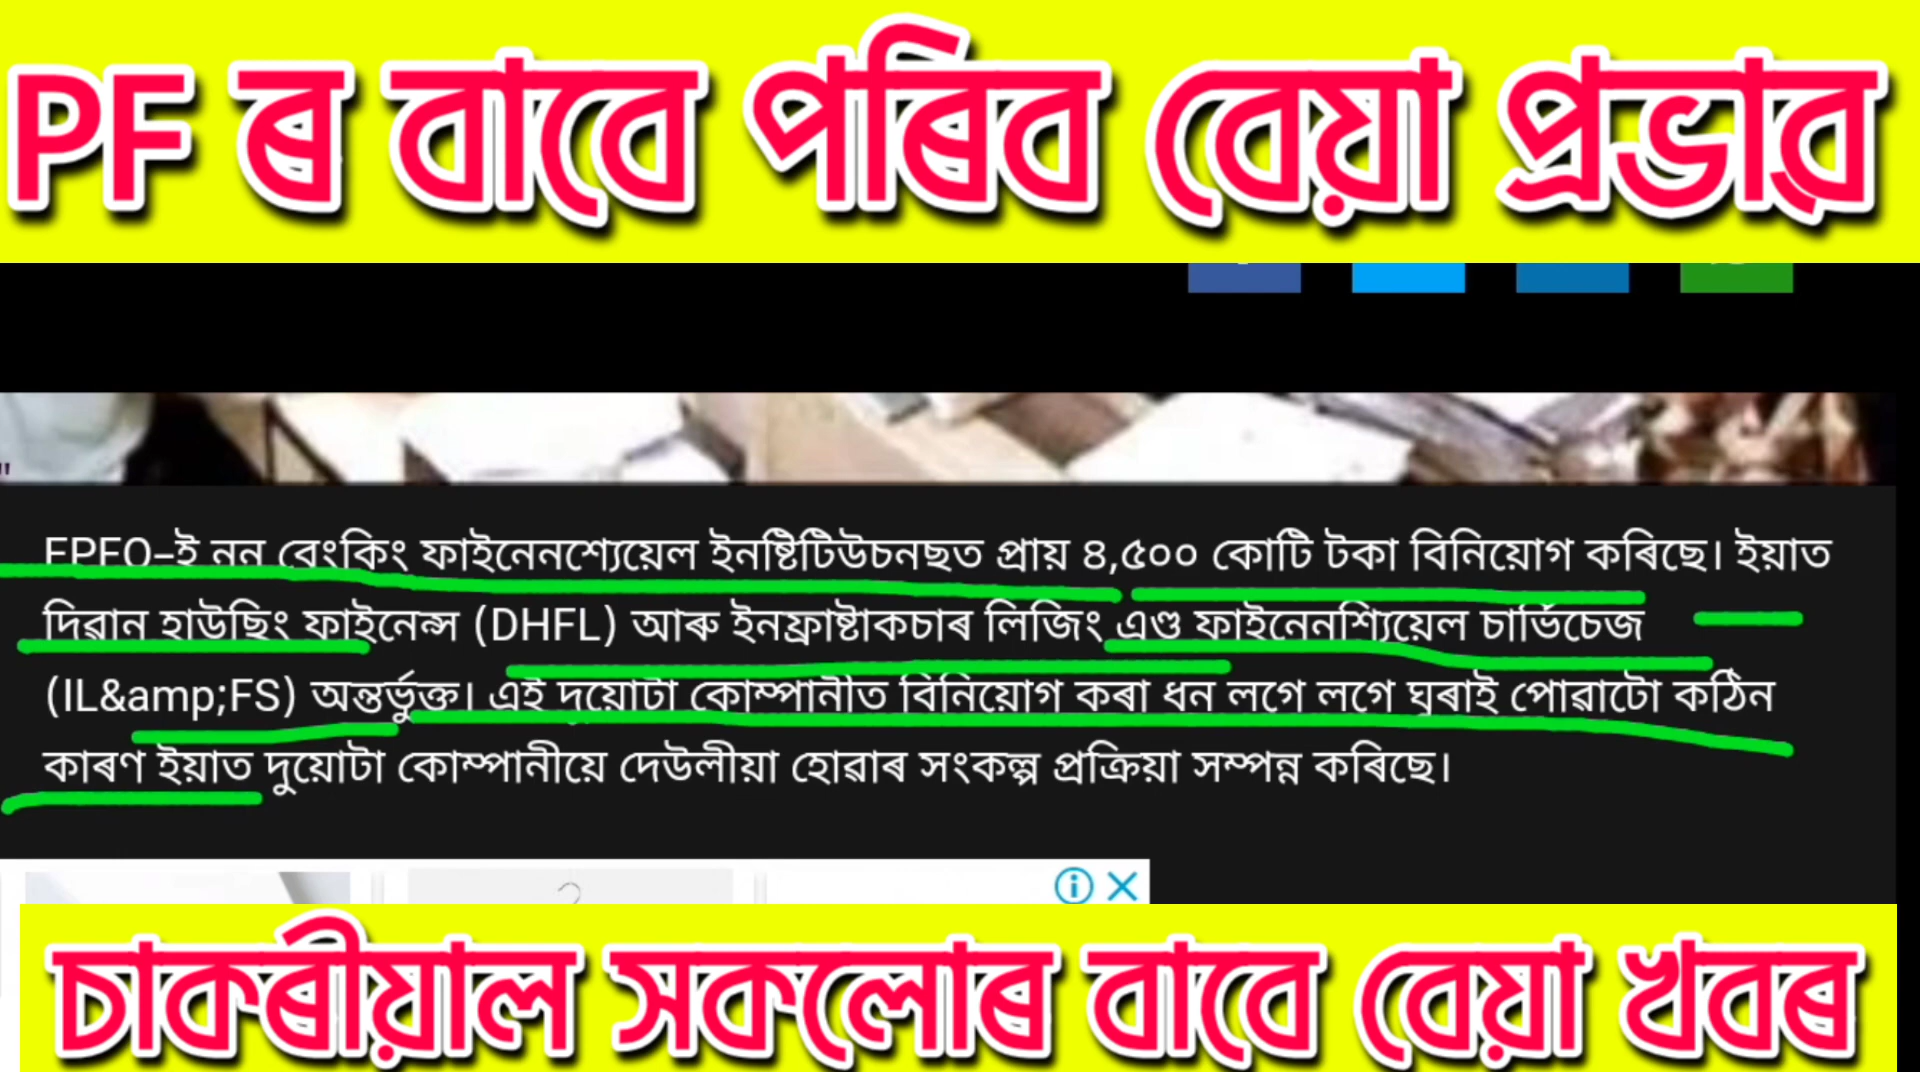 PF ৰ বাবে পৰিব বেয়া প্ৰভাৱ
EPFO-ই নন বেংকিং ফাইনেনশ্যেয়েল ইনষ্টিটিউচনছত প্ৰায় ৪,৫০০ কোটি টকা বিনিয়োগ কৰিছে। ইয়াত
দিৱান হাউছিং ফাইনেন্স (DHFL) আৰু ইনফ্ৰাষ্টাকচাৰ লিজিং এণ্ড ফাইনেনশ্যিয়েল চাৰ্ভিচেজ
(IL&amp;FS) অন্তৰ্ভুক্ত। এই দুয়োটা কোম্পানীত বিনিয়োগ কৰা ধন লগে লগে ঘূৰাই পোৱাটো কঠিন
কাৰণ ইয়াত দুয়োটা কোম্পানীয়ে দেউলীয়া হোৱাৰ সংকল্প প্ৰক্ৰিয়া সম্পন্ন কৰিছে।
চাকৰীয়াল সকলোৰ বাবে বেয়া খবৰ